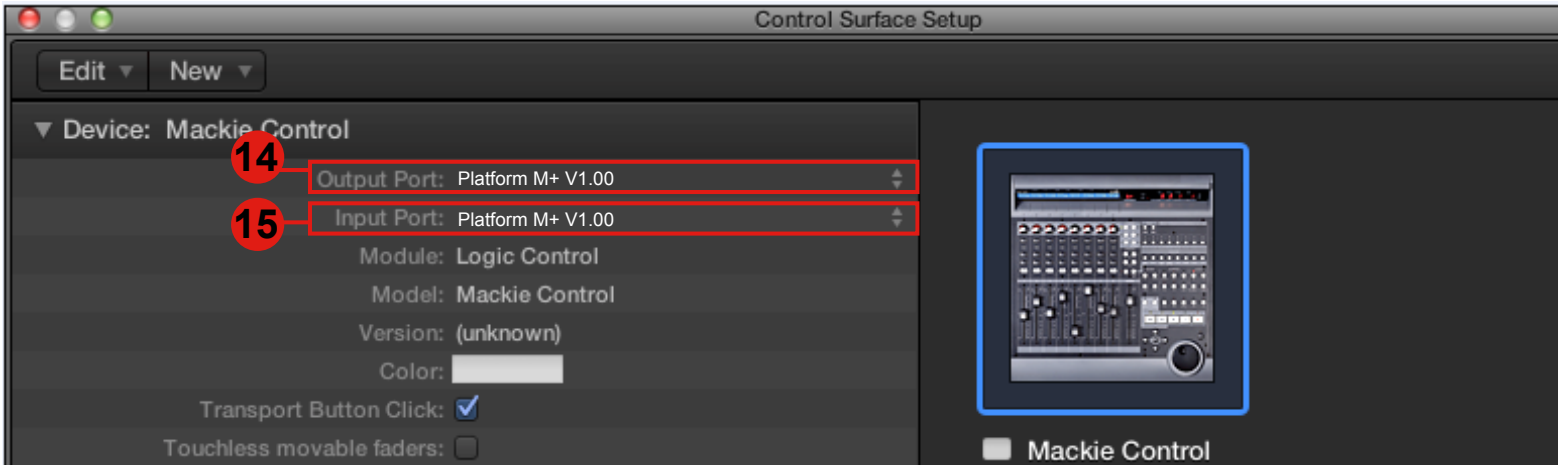 Control Surface Setup
Edit New
Device: Mackie Control
14
Output Port: Platform M+ V1.00
15
Input Port: Platform M+ V1.00
Module: Logic Control
Model: Mackie Control
Version: (unknown)
Color:
Transport Button Click:
Touchless movable faders:
Mackie Control